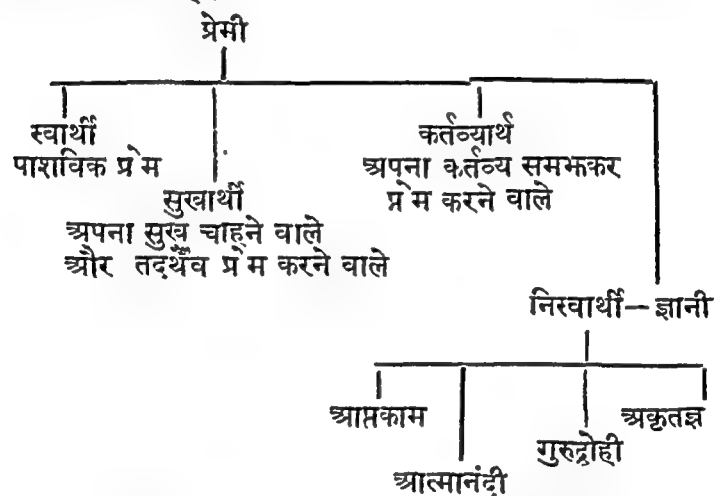 प्रेमी
स्वार्थी
पाशविक प्रेम
सुखार्थी
अपना सुख चाहने वाले
और तदर्थैव प्रेम करने वाले
कर्तव्यार्थ
अपना कर्तव्य समझकर
प्रेम करने वाले
निस्वार्थी – ज्ञानी
आप्तकाम
आत्मानंदी
गुरुद्रोही
अकृतज्ञ